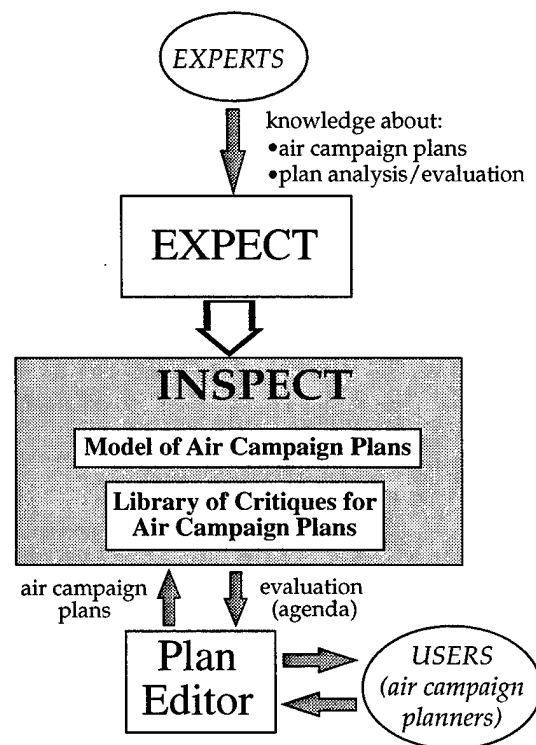 EXPERTS
knowledge about:
•air campaign plans
•plan analysis/evaluation
EXPECT
INSPECT
Model of Air Campaign Plans
Library of Critiques for
Air Campaign Plans
air campaign
plans
evaluation
(agenda)
Plan
Editor
USERS
(air campaign
planners)